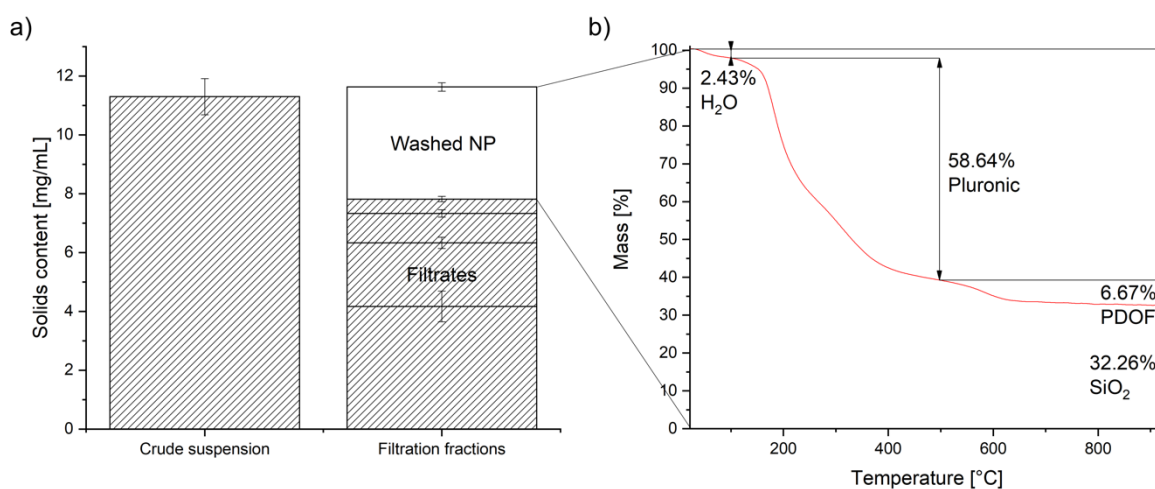 a)
Solids content [mg/mL]
12
10
8
6
4
2
0
Washed NP
Filtrates
Crude suspension
Filtration fractions
b)
Mass [%]
100
90
80
70
60
50
40
30
20
10
0
2.43%
H₂O
58.64%
Pluronic
6.67%
PDOF
32.26%
SiO₂
200
400
600
800
Temperature [°C]